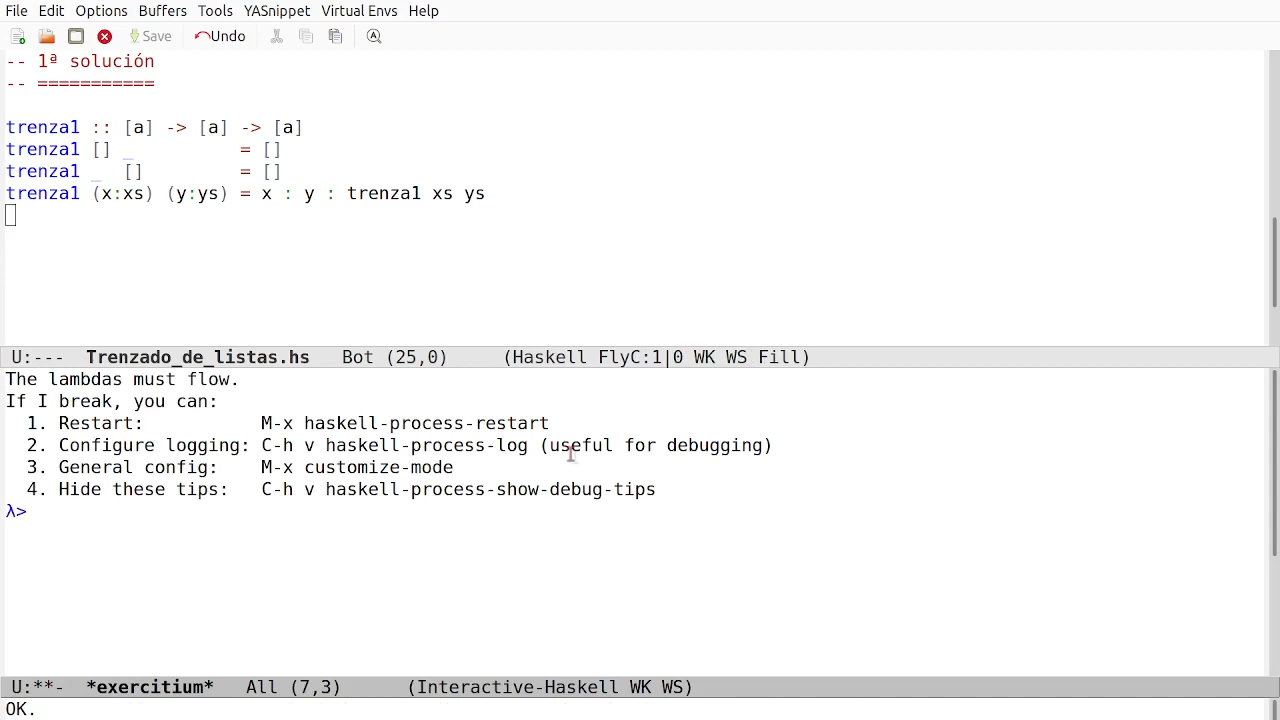 File Edit Options Buffers Tools YASnippet Virtual Envs Help
Save Undo
-- 1ª solución
-- ===========
trenza1 :: [a] -> [a] -> [a]
trenza1 [] _          = []
trenza1 _  []         = []
trenza1 (x:xs) (y:ys) = x : y : trenza1 xs ys
U:---  Trenzado_de_listas.hs   Bot (25,0)     (Haskell FlyC:1|0 WK WS Fill)
The lambdas must flow.
If I break, you can:
  1. Restart:           M-x haskell-process-restart
  2. Configure logging: C-h v haskell-process-log (useful for debugging)
  3. General config:    M-x customize-mode
  4. Hide these tips:   C-h v haskell-process-show-debug-tips
λ>
U:**-  *exercitium*   All (7,3)      (Interactive-Haskell WK WS)
OK.